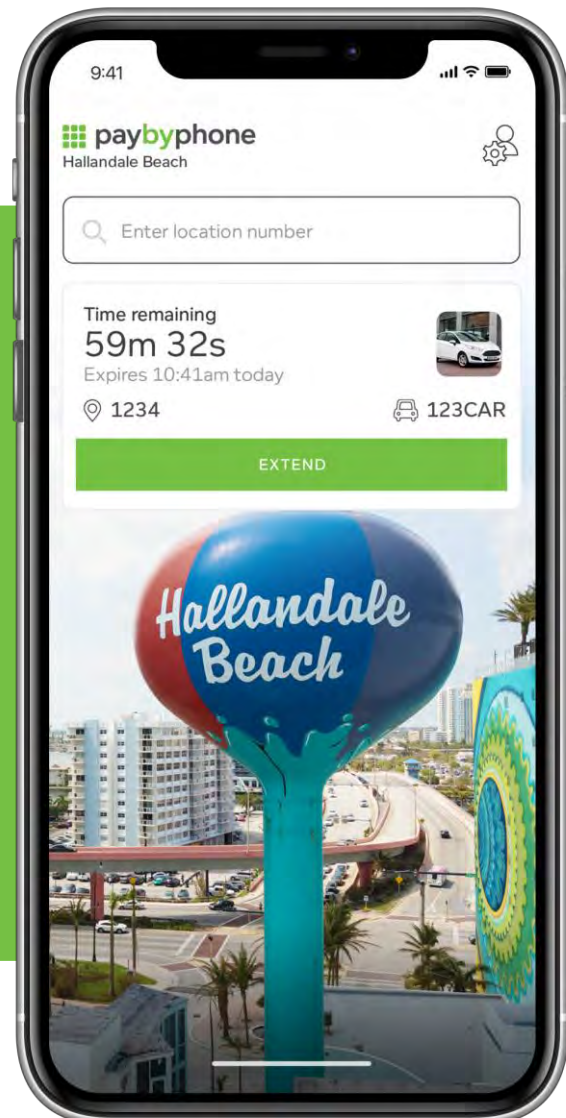 9:41
paybyphone
Hallandale Beach
Enter location number
Time remaining
59m 32s
Expires 10:41am today
1234
123CAR
EXTEND
Hallandale
Beach